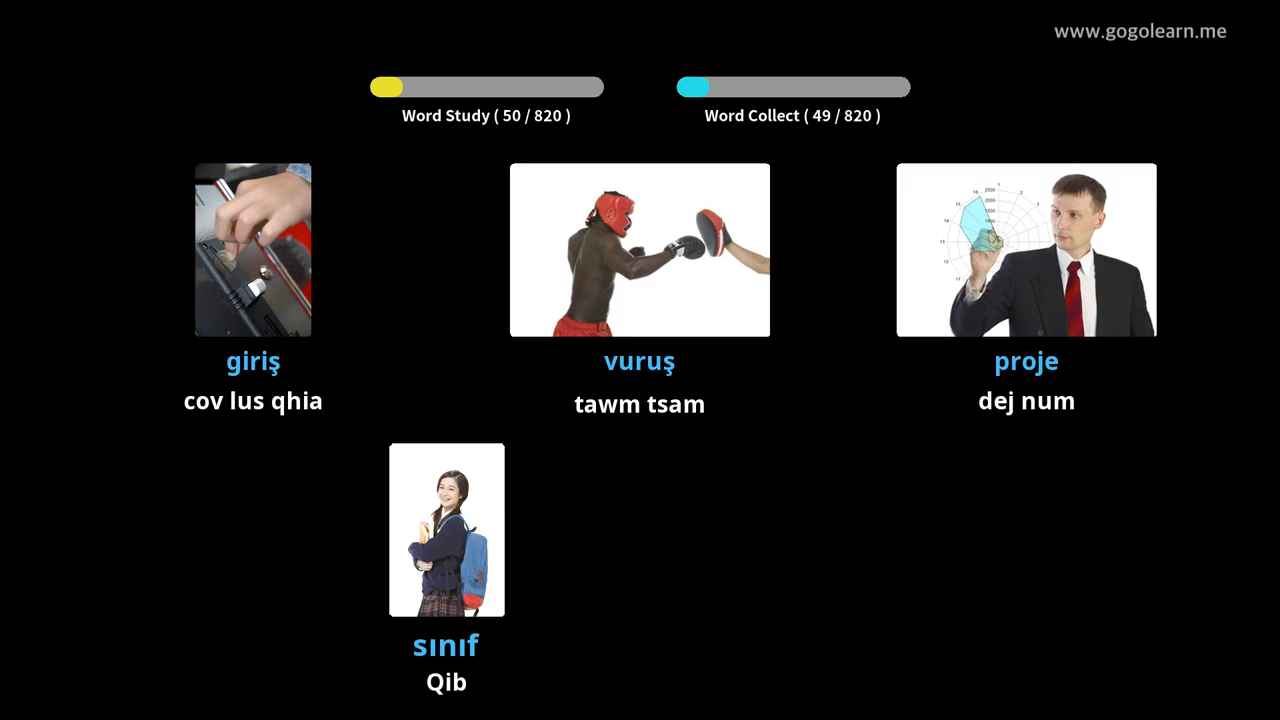 www.gogolearn.me
Word Study ( 50 / 820 )
Word Collect ( 49 / 820 )
giriş
cov lus qhia
vuruş
tawm tsam
proje
dej num
sınıf
Qib